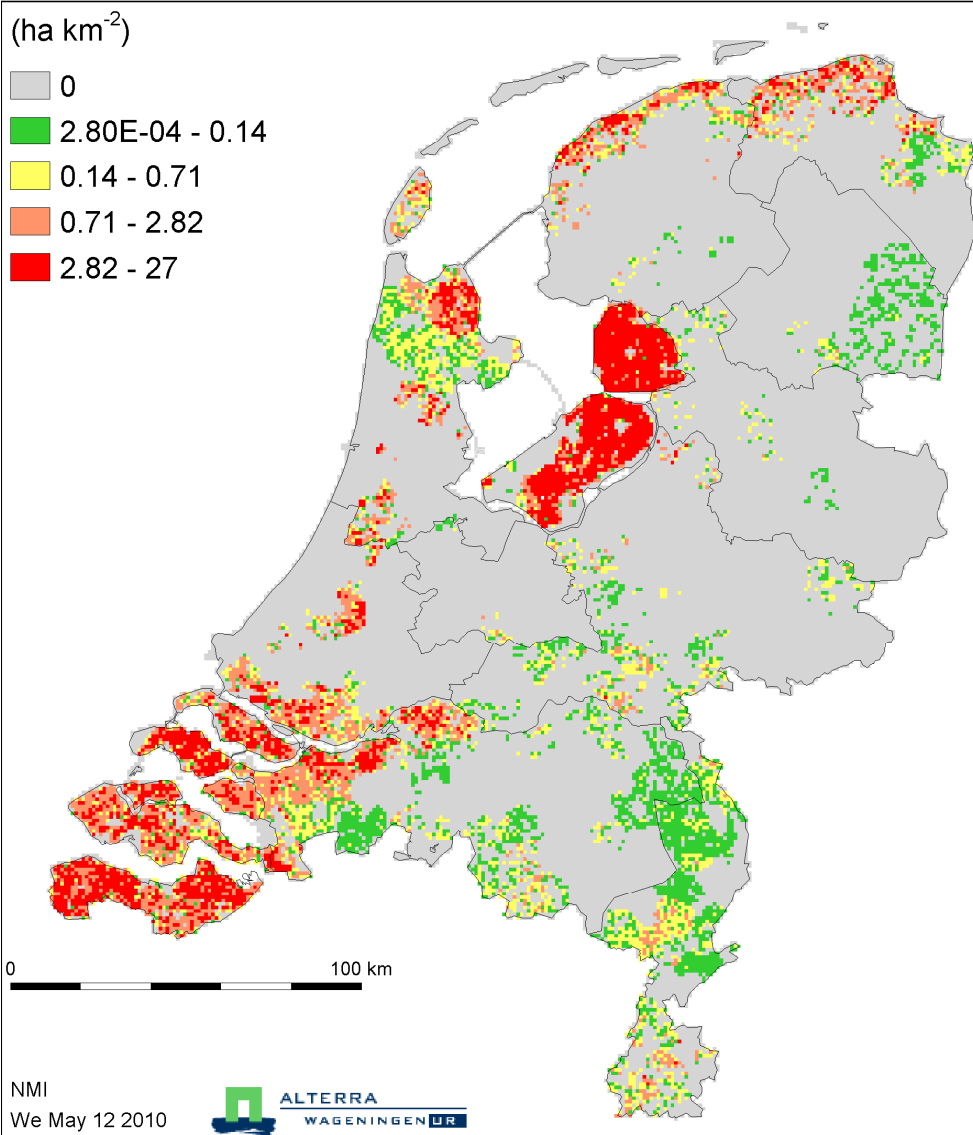 (ha km-2)
0
2.80E-04 - 0.14
0.14 - 0.71
0.71 - 2.82
2.82 - 27
0 100 km
NMI
We May 12 2010
ALTERRA
WAGENINGEN UR